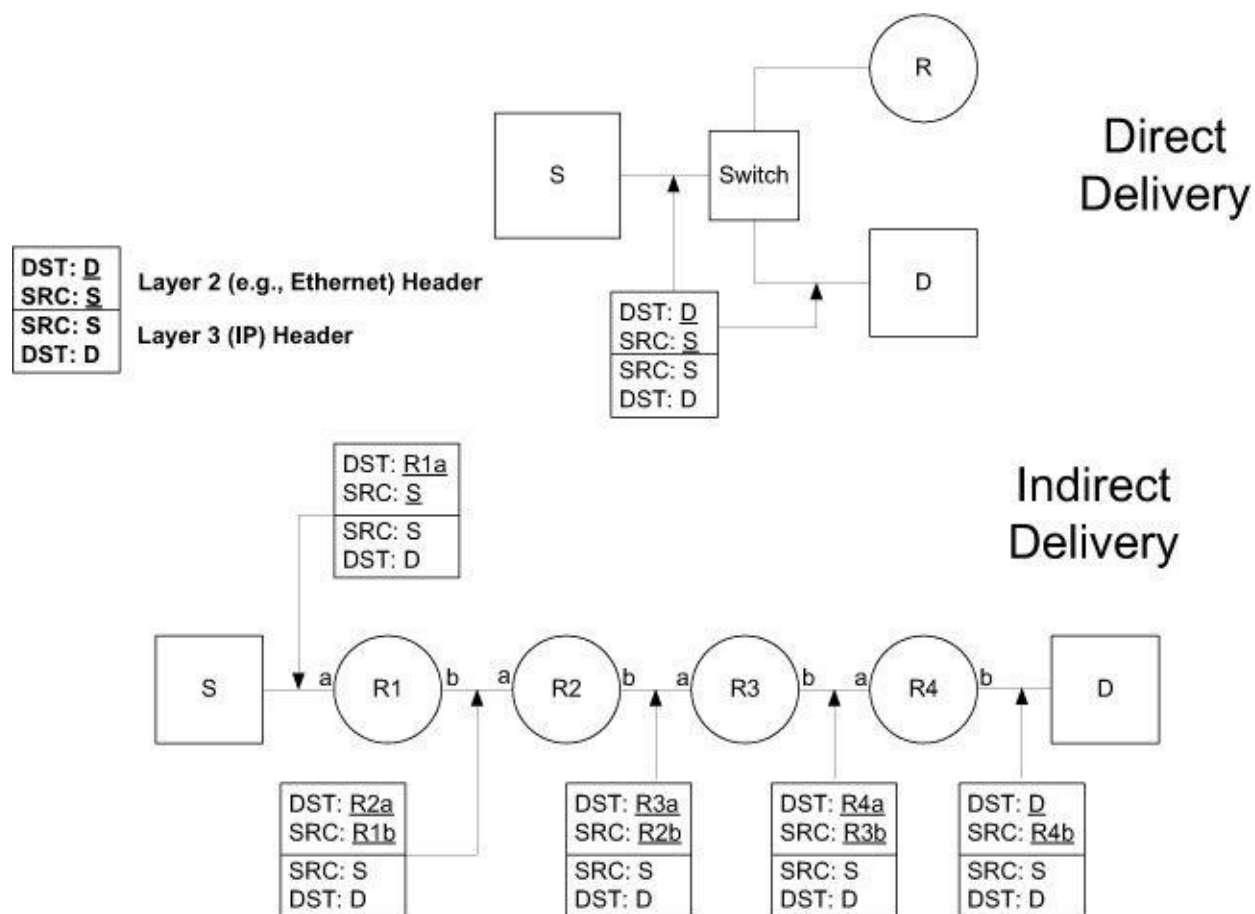 R
Direct
Delivery
S
Switch
D
DST: D
SRC: S
SRC: S
DST: D
Layer 2 (e.g., Ethernet) Header
Layer 3 (IP) Header
DST: D
SRC: S
SRC: S
DST: D
DST: R1a
SRC: S
SRC: S
DST: D
Indirect
Delivery
S
a
R1
b
a
R2
b
a
R3
b
a
R4
b
D
DST: R2a
SRC: R1b
SRC: S
DST: D
DST: R3a
SRC: R2b
SRC: S
DST: D
DST: R4a
SRC: R3b
SRC: S
DST: D
DST: D
SRC: R4b
SRC: S
DST: D